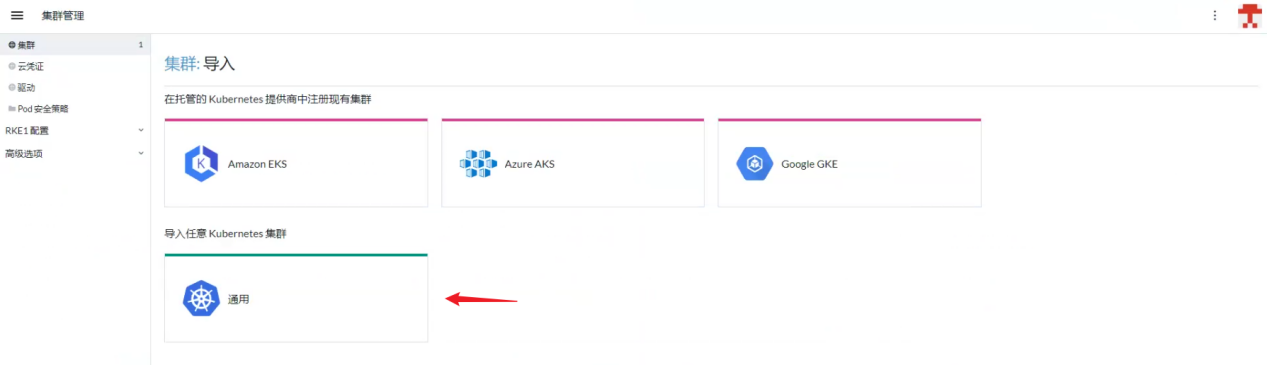 集群管理
集群 1
云凭证
驱动
Pod 安全策略
RKE1 配置
高级选项
集群: 导入
在托管的 Kubernetes 提供商中注册现有集群
Amazon EKS
Azure AKS
Google GKE
导入任意 Kubernetes 集群
通用